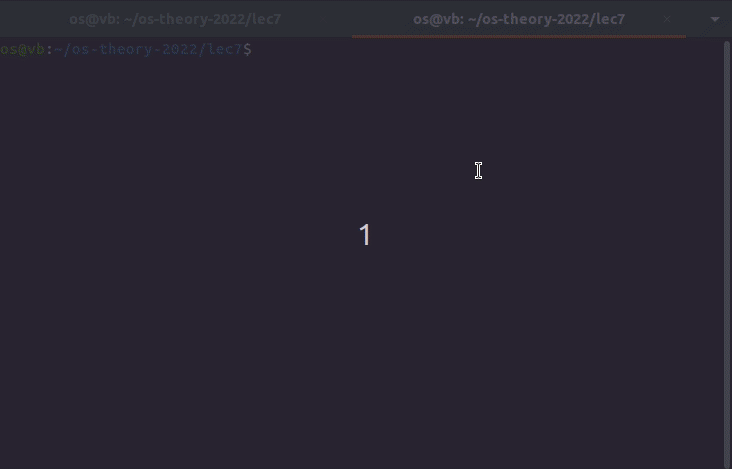 os@vb: ~/os-theory-2022/lec7 os@vb: ~/os-theory-2022/lec7 ×
os@vb:~/os-theory-2022/lec7$
1